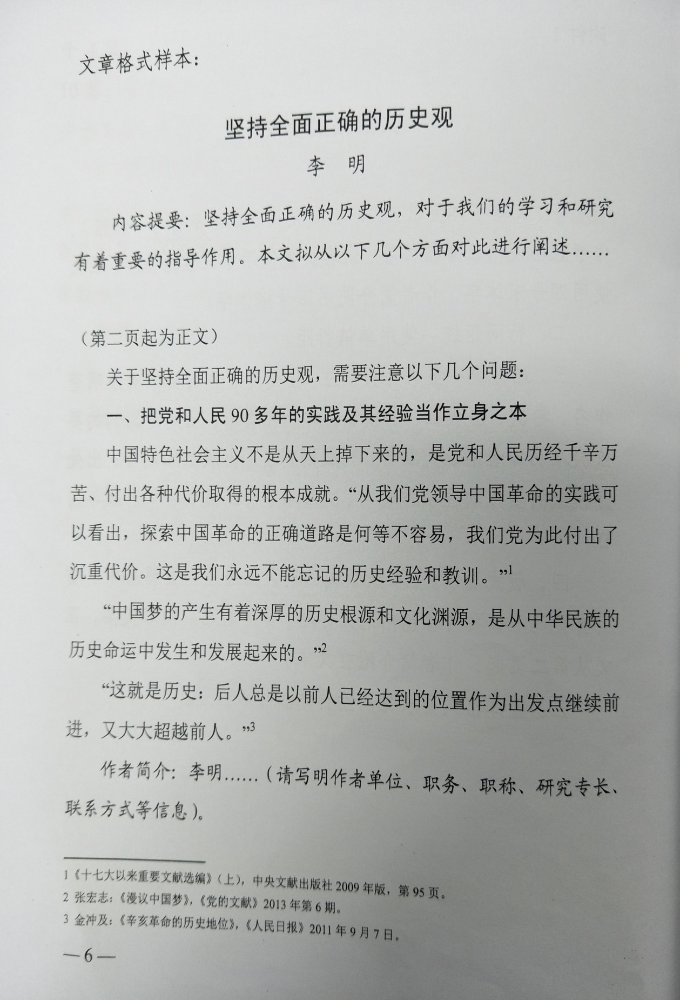 文章格式样本：
坚持全面正确的历史观
李 明
内容提要：坚持全面正确的历史观，对于我们的学习和研究
有着重要的指导作用。本文拟从以下几个方面对此进行阐述……
（第二页起为正文）
关于坚持全面正确的历史观，需要注意以下几个问题：
一、把党和人民90多年的实践及其经验当作立身之本
中国特色社会主义不是从天上掉下来的，是党和人民历经千辛万
苦、付出各种代价取得的根本成就。“从我们党领导中国革命的实践可
以看出，探索中国革命的正确道路是何等不容易，我们党为此付出了
沉重代价。这是我们永远不能忘记的历史经验和教训。”1
“中国梦的产生有着深厚的历史根源和文化渊源，是从中华民族的
历史命运中发生和发展起来的。”2
“这就是历史：后人总是以前人已经达到的位置作为出发点继续前
进，又大大超越前人。”3
作者简介：李明……（请写明作者单位、职务、职称、研究专长、
联系方式等信息）。
1《十七大以来重要文献选编》（上），中央文献出版社2009年版，第95页。
2 张宏志：《漫议中国梦》，《党的文献》2013年第6期。
3 金冲及：《辛亥革命的历史地位》，《人民日报》2011年9月7日。
—6—